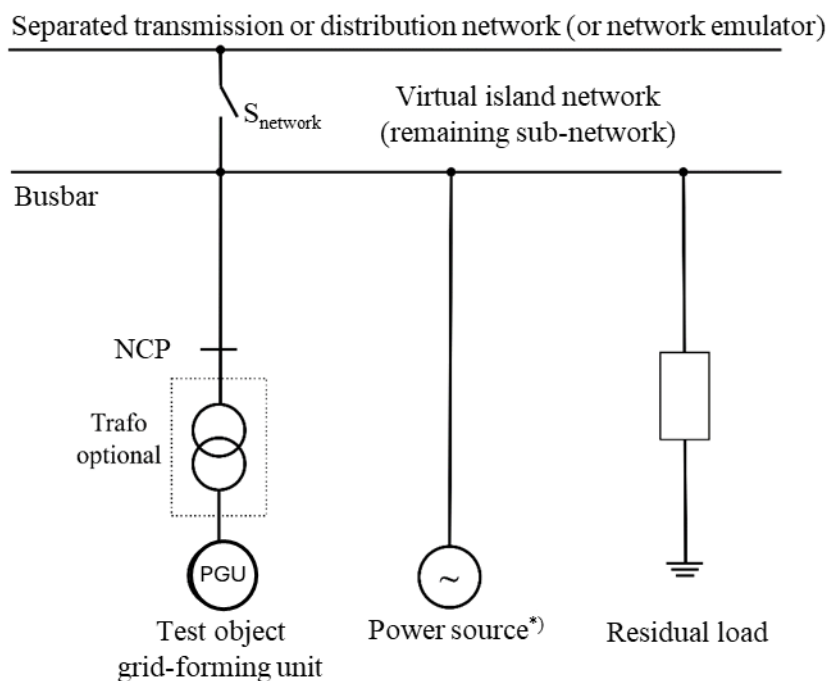 Separated transmission or distribution network (or network emulator)
S_network
Virtual island network
(remaining sub-network)
Busbar
NCP
Trafo
optional
PGU
~
Test object
grid-forming unit
Power source*)
Residual load